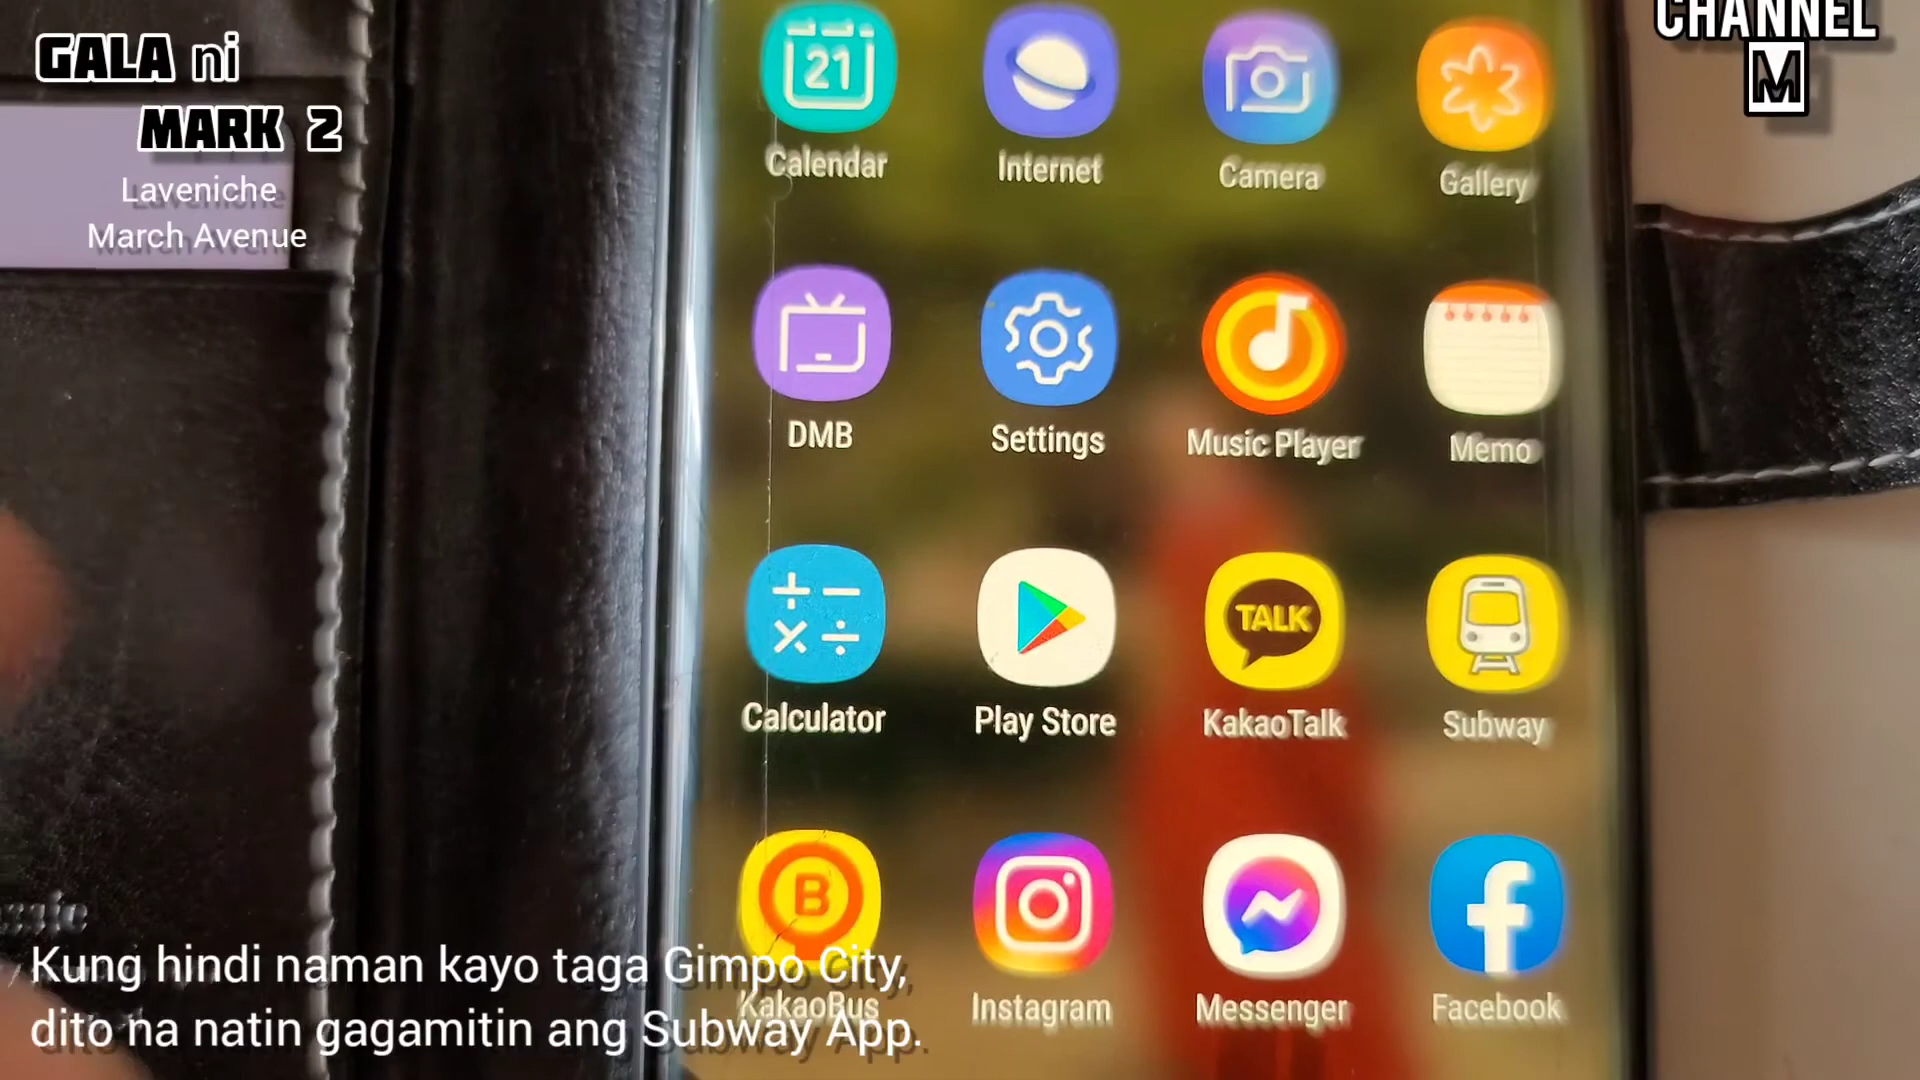 GALA ni
MARK 2
Laveniche
March Avenue
CHANNEL
M
21
Calendar
Internet
Camera
Gallery
DMB
Settings
Music Player
Memo
Calculator
Play Store
TALK
KakaoTalk
Subway
B
KakaoBus
Instagram
Messenger
Facebook
Kung hindi naman kayo taga Gimpo City,
dito na natin gagamitin ang Subway App.